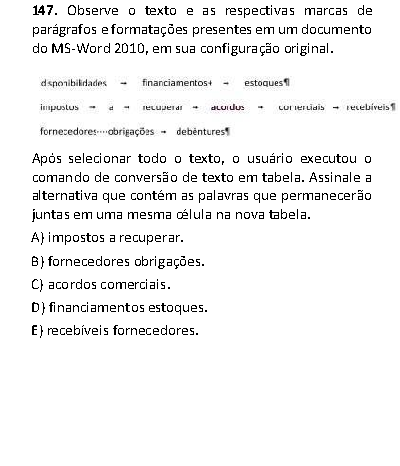 147. Observe o texto e as respectivas marcas de
parágrafos e formatações presentes em um documento
do MS-Word 2010, em sua configuração original.
disponibilidades → financiamentos+ → estoques¶
impostos → a → recuperar → acordos → comerciais → recebíveis¶
fornecedores····obrigações → debêntures¶
Após selecionar todo o texto, o usuário executou o
comando de conversão de texto em tabela. Assinale a
alternativa que contém as palavras que permanecerão
juntas em uma mesma célula na nova tabela.
A) impostos a recuperar.
B) fornecedores obrigações.
C) acordos comerciais.
D) financiamentos estoques.
E) recebíveis fornecedores.